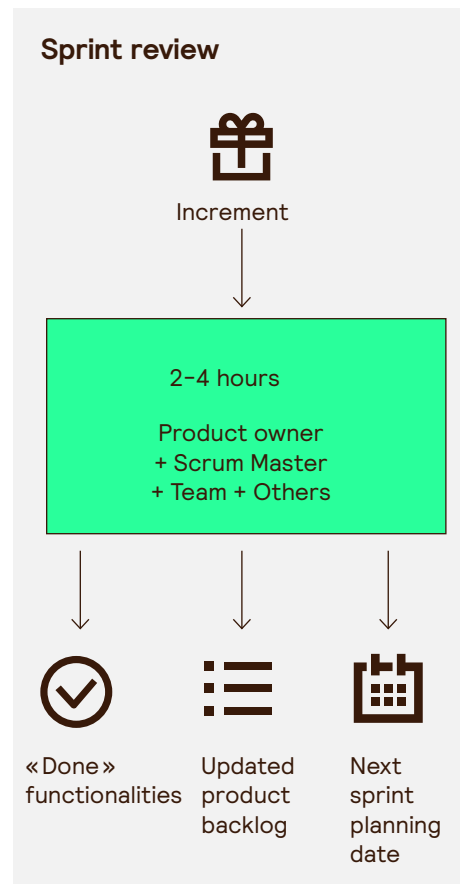 Sprint review
Increment
2–4 hours
Product owner
+ Scrum Master
+ Team + Others
«Done»
functionalities
Updated
product
backlog
Next
sprint
planning
date